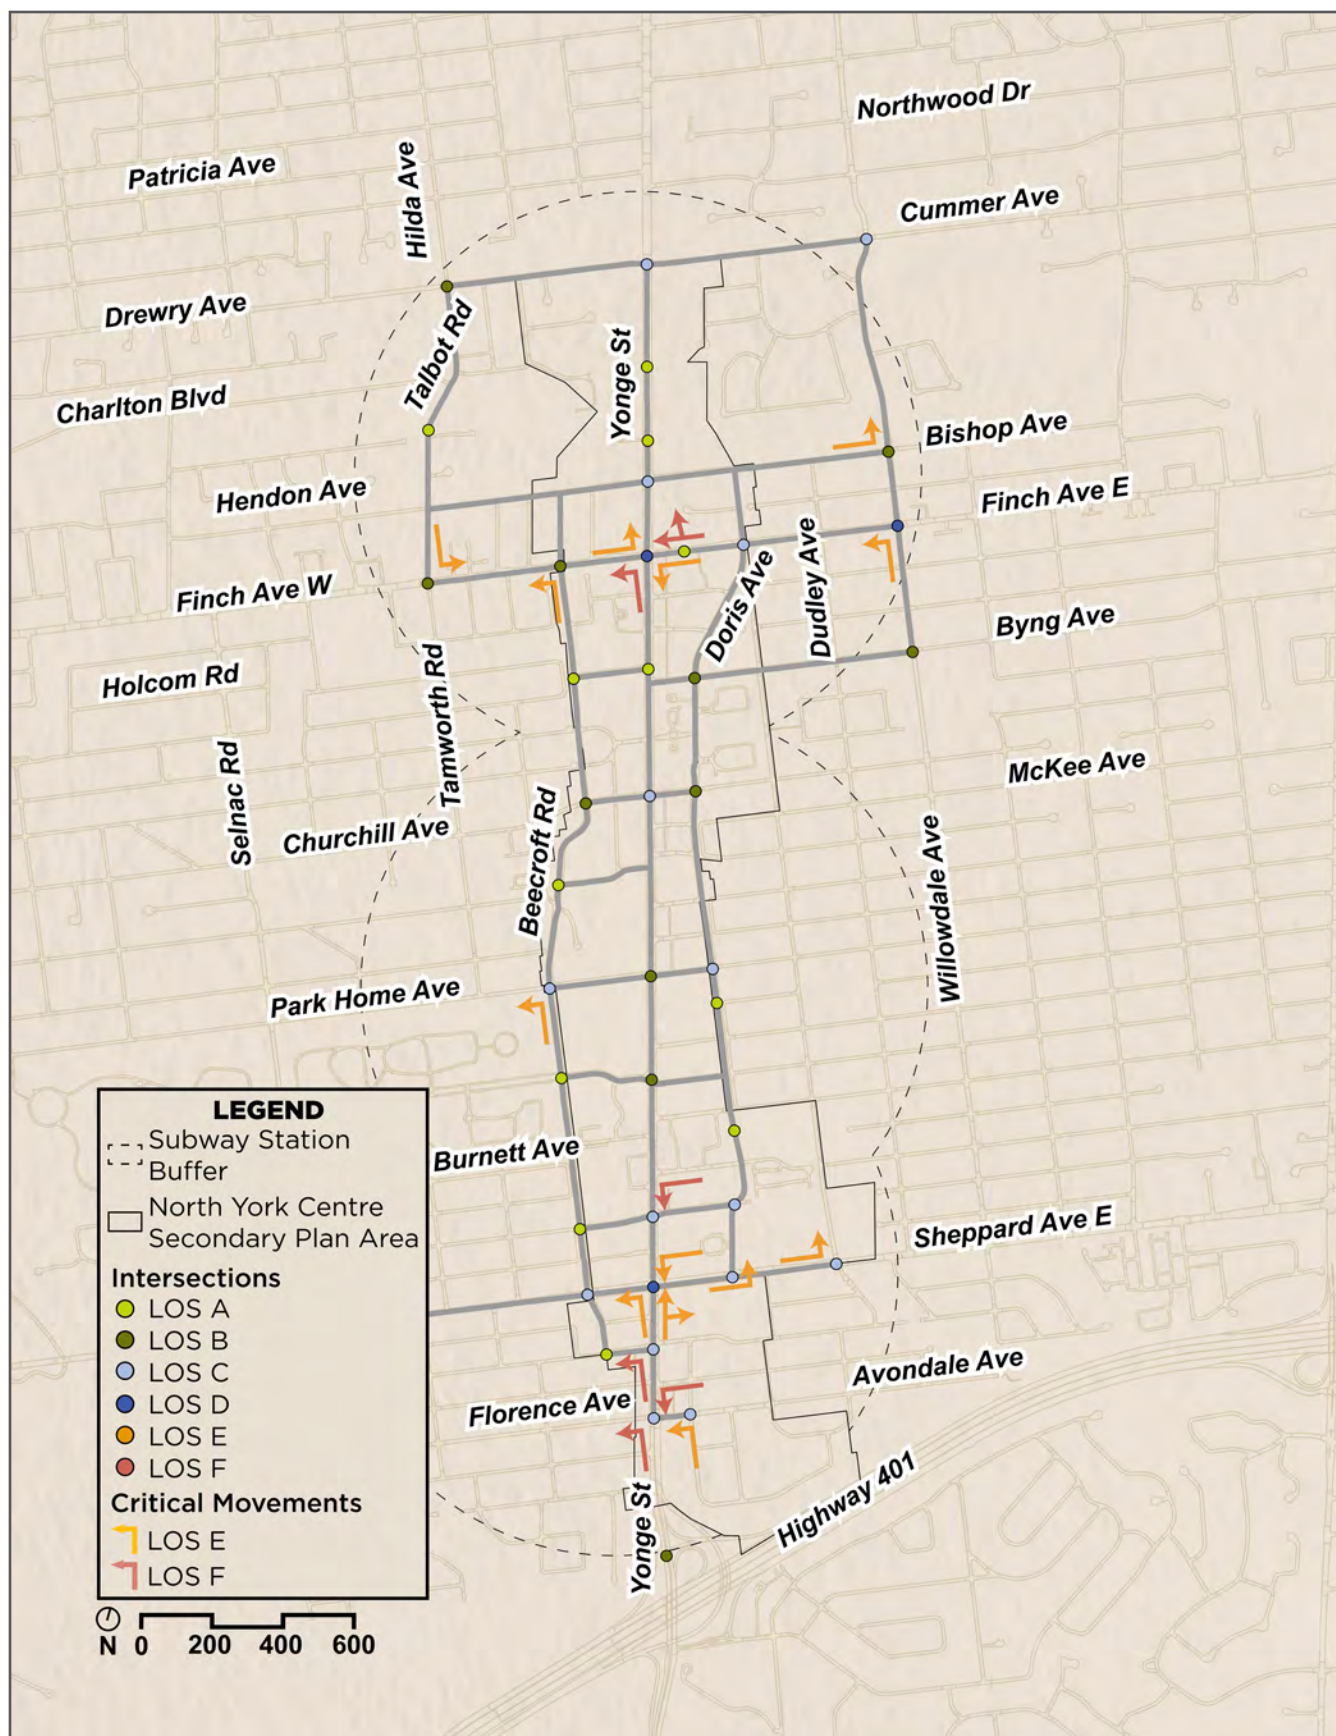 Northwood Dr
Patricia Ave
Hilda Ave
Cummer Ave
Drewry Ave
Talbot Rd
Yonge St
Charlton Blvd
Bishop Ave
Hendon Ave
Finch Ave E
Finch Ave W
Doris Ave
Dudley Ave
Byng Ave
Holcom Rd
Tamworth Rd
Selnac Rd
McKee Ave
Churchill Ave
Beecroft Rd
Willowdale Ave
Park Home Ave
Burnett Ave
Sheppard Ave E
Avondale Ave
Florence Ave
Highway 401
Yonge St
LEGEND
Subway Station
Buffer
North York Centre
Secondary Plan Area
Intersections
LOS A
LOS B
LOS C
LOS D
LOS E
LOS F
Critical Movements
LOS E
LOS F
N 0 200 400 600